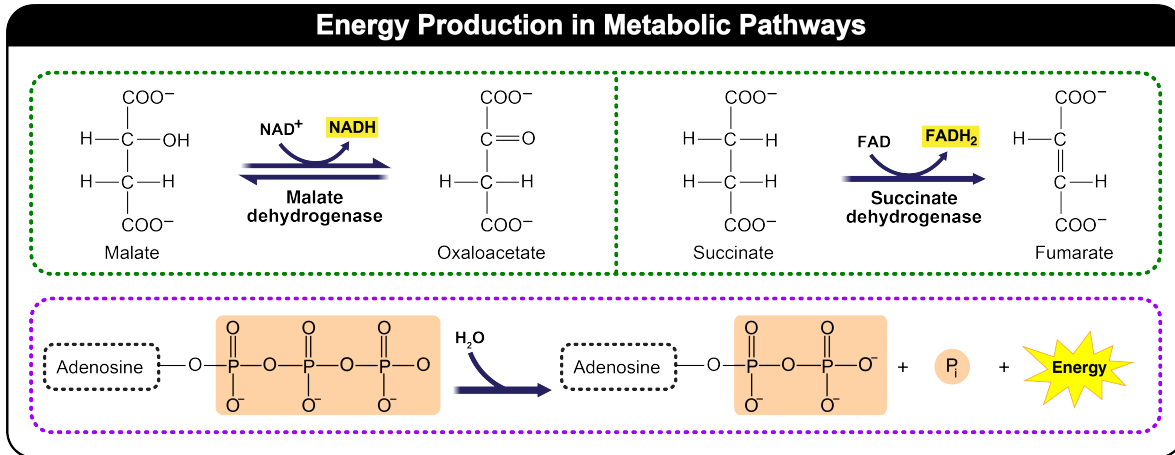 Energy Production in Metabolic Pathways
COO⁻
H—C—OH
H—C—H
COO⁻
Malate
NAD⁺
NADH
Malate
dehydrogenase
COO⁻
C=O
H—C—H
COO⁻
Oxaloacetate
COO⁻
H—C—H
H—C—H
COO⁻
Succinate
FAD
FADH₂
Succinate
dehydrogenase
COO⁻
H C
C—H
COO⁻
Fumarate
O O O
Adenosine —O—P—O—P—O—P—O
O⁻ O⁻ O⁻
H₂O
O O
Adenosine —O—P—O—P—O⁻ + Pᵢ + Energy
O⁻ O⁻